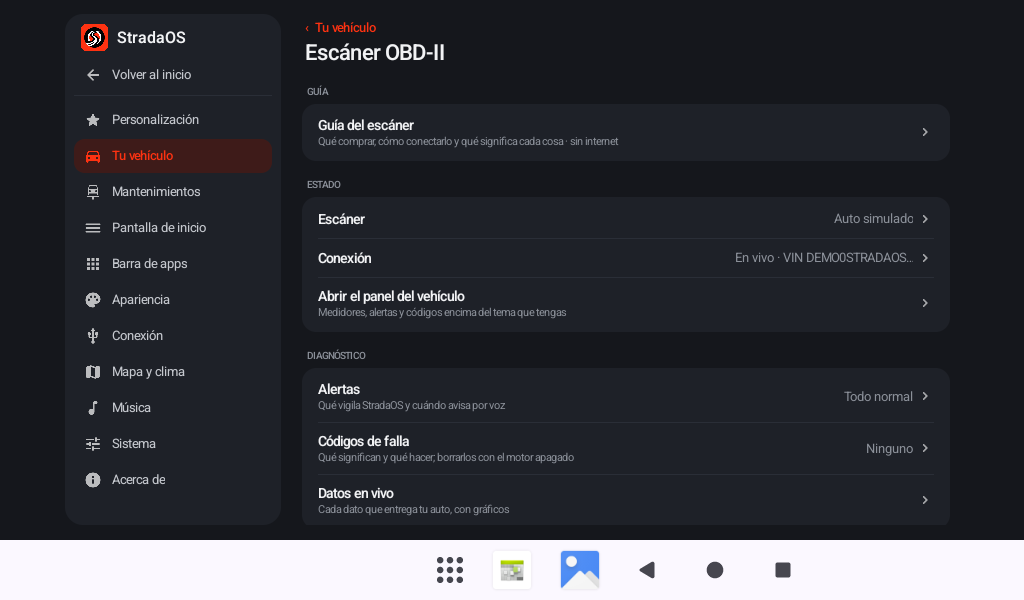 StradaOS
Volver al inicio
Personalización
Tu vehículo
Mantenimientos
Pantalla de inicio
Barra de apps
Apariencia
Conexión
Mapa y clima
Música
Sistema
Acerca de
‹ Tu vehículo
Escáner OBD-II
GUÍA
Guía del escáner
Qué comprar, cómo conectarlo y qué significa cada cosa · sin internet
ESTADO
Escáner
Auto simulado
Conexión
En vivo · VIN DEMO0STRADAOS...
Abrir el panel del vehículo
Medidores, alertas y códigos encima del tema que tengas
DIAGNÓSTICO
Alertas
Qué vigila StradaOS y cuándo avisa por voz
Todo normal
Códigos de falla
Qué significan y qué hacer; borrarlos con el motor apagado
Ninguno
Datos en vivo
Cada dato que entrega tu auto, con gráficos